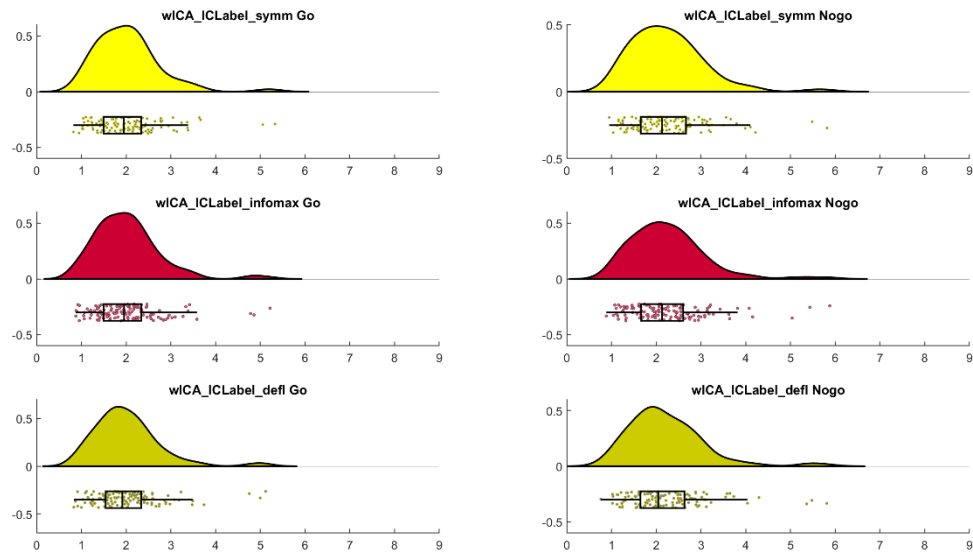 wICA_ICLabel_symm Go
0.5
0
-0.5
0 1 2 3 4 5 6 7 8 9
wICA_ICLabel_symm Nogo
0.5
0
-0.5
0 1 2 3 4 5 6 7 8 9
wICA_ICLabel_infomax Go
0.5
0
-0.5
0 1 2 3 4 5 6 7 8 9
wICA_ICLabel_infomax Nogo
0.5
0
-0.5
0 1 2 3 4 5 6 7 8 9
wICA_ICLabel_defl Go
0.5
0
-0.5
0 1 2 3 4 5 6 7 8 9
wICA_ICLabel_defl Nogo
0.5
0
-0.5
0 1 2 3 4 5 6 7 8 9